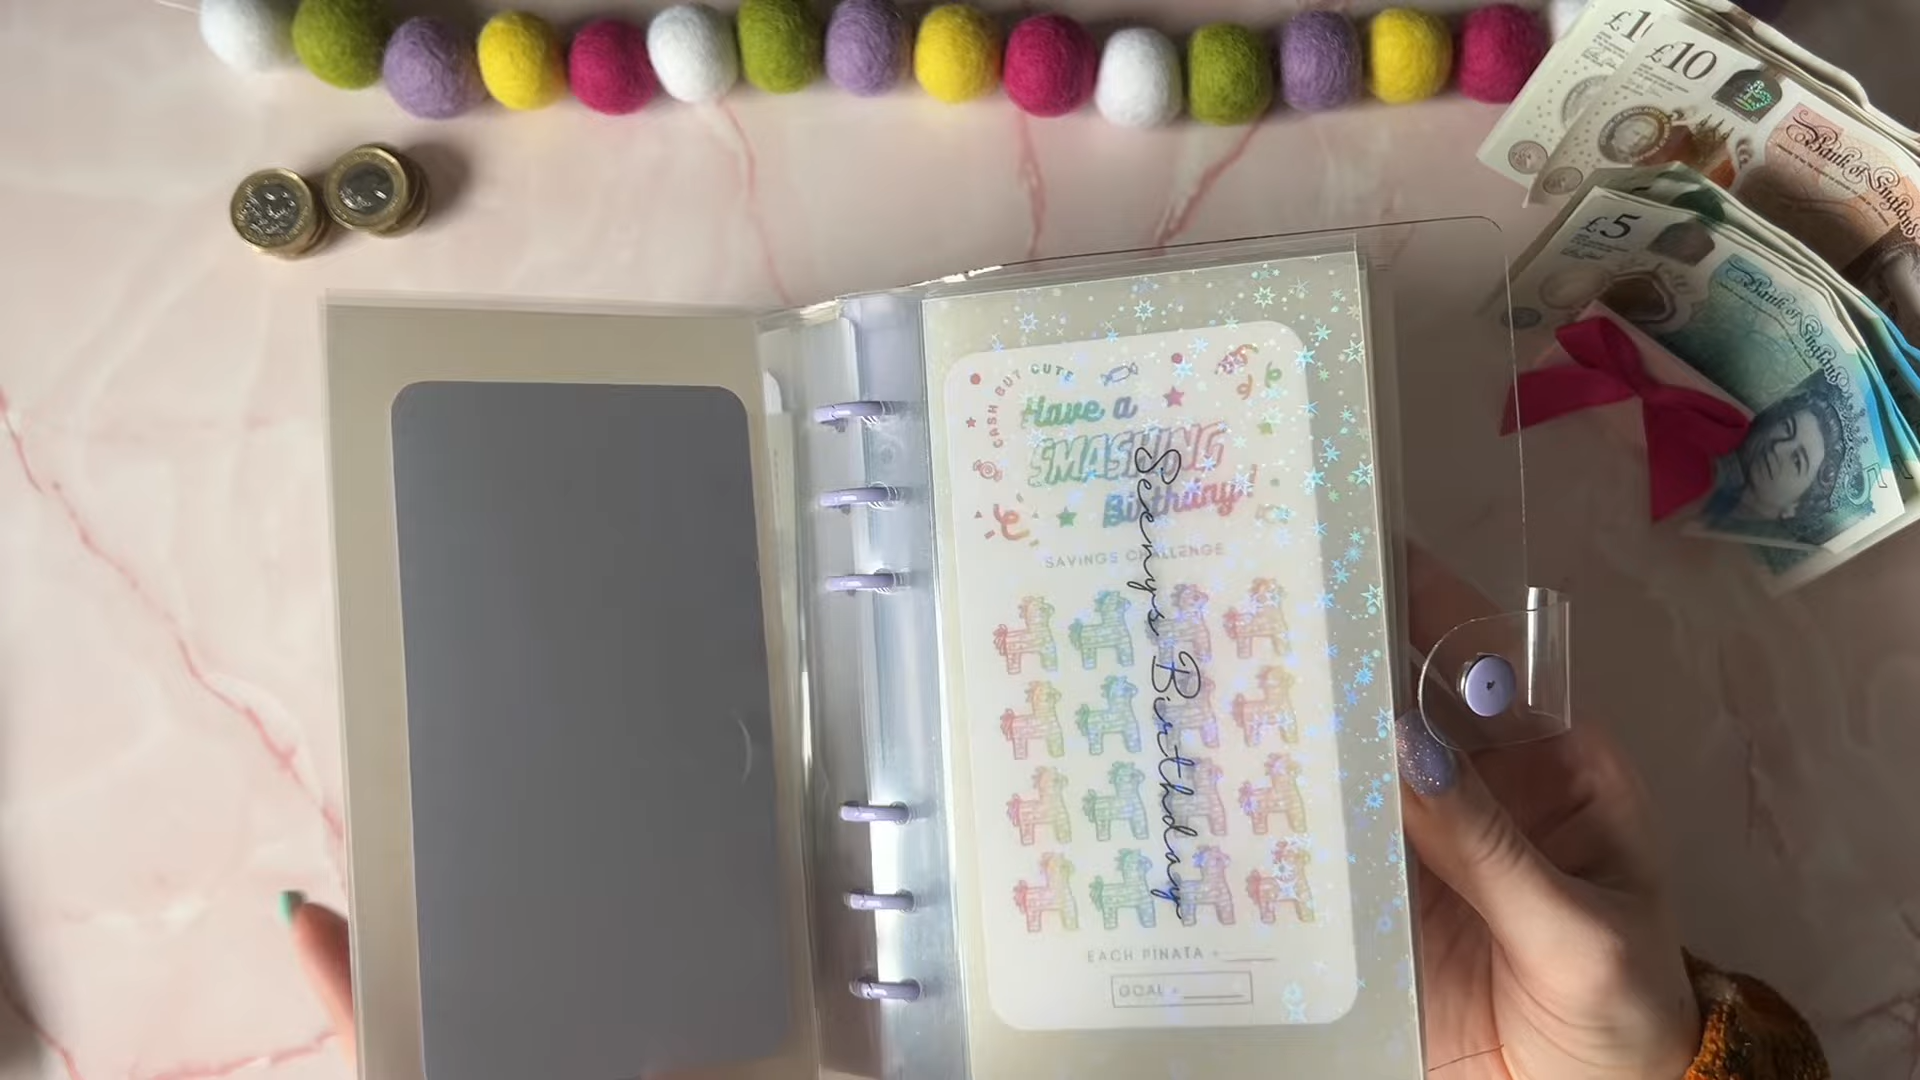 £10
£10
Bank of England
£5
Bank of England
CASH BUT CUTE
Have a
SMASHING
Birthday!
SAVINGS CHALLENGE
Birthday
EACH PINATA =
GOAL =